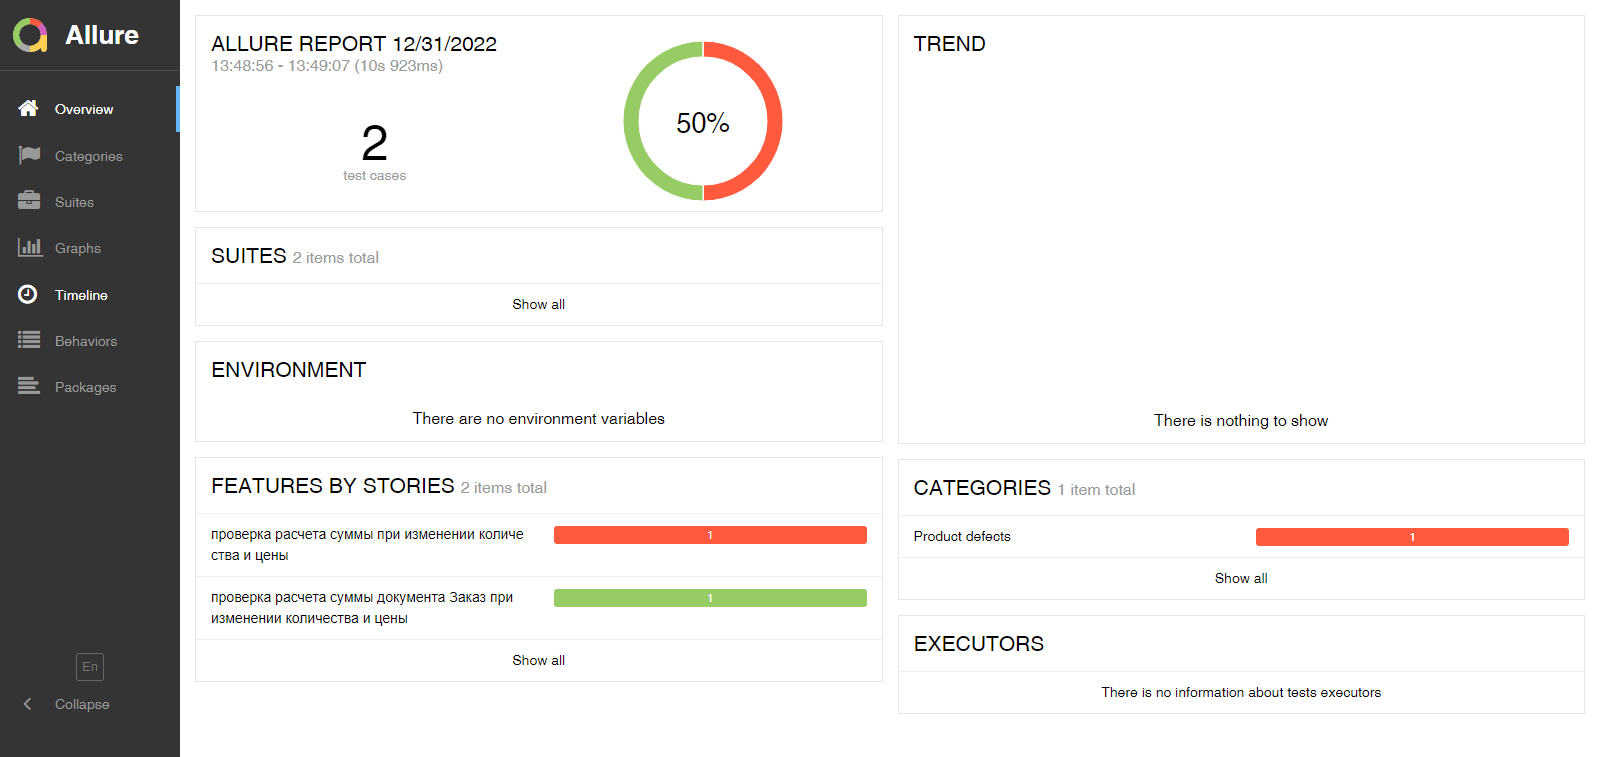 Allure
Overview
Categories
Suites
Graphs
Timeline
Behaviors
Packages
En
Collapse
ALLURE REPORT 12/31/2022
13:48:56 - 13:49:07 (10s 923ms)
2
test cases
50%
SUITES 2 items total
Show all
ENVIRONMENT
There are no environment variables
FEATURES BY STORIES 2 items total
проверка расчета суммы при изменении количе
ства и цены
1
проверка расчета суммы документа Заказ при
изменении количества и цены
1
Show all
TREND
There is nothing to show
CATEGORIES 1 item total
Product defects
1
Show all
EXECUTORS
There is no information about tests executors